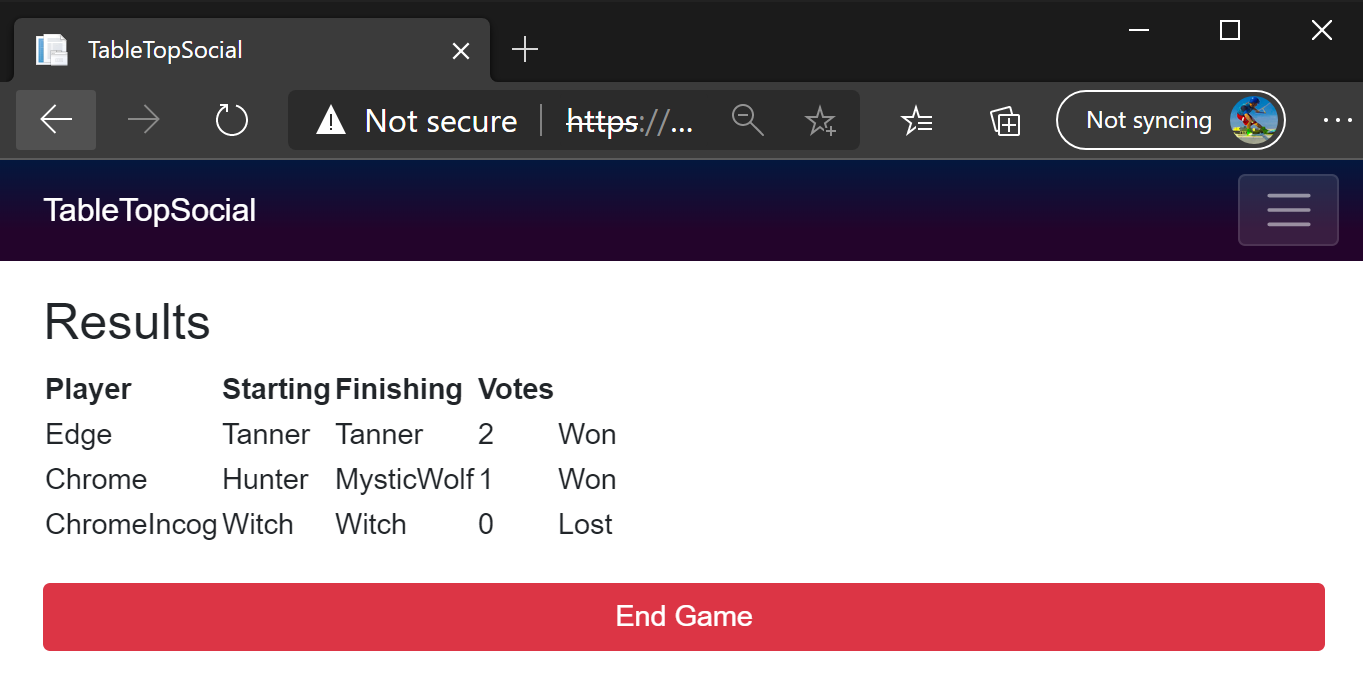 TableTopSocial
Not secure https://...
Not syncing
TableTopSocial
Results
Player Starting Finishing Votes
Edge Tanner Tanner 2 Won
Chrome Hunter MysticWolf 1 Won
ChromeIncog Witch Witch 0 Lost
End Game